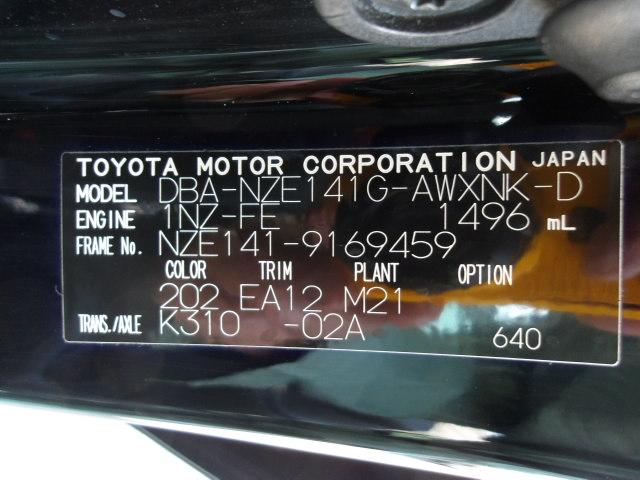 TOYOTA MOTOR CORPORATION JAPAN
MODEL DBA-NZE141G-AWXNK-D
ENGINE 1NZ-FE 1496 mL
FRAME No. NZE141-9169459
COLOR TRIM PLANT OPTION
202 EA12 M21
TRANS./AXLE K310 -02A
640